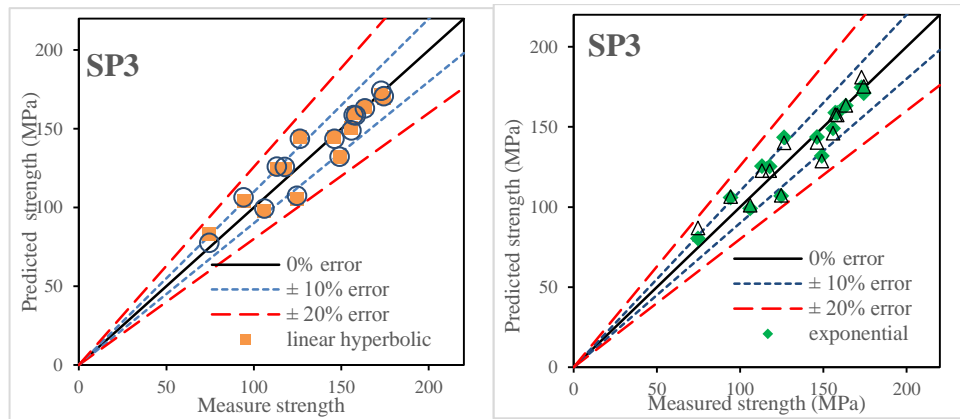 SP3
Predicted strength (MPa)
200
150
100
50
0
0% error
± 10% error
± 20% error
linear hyperbolic
0 50 100 150 200
Measure strength
SP3
Predicted strength (MPa)
200
150
100
50
0
0% error
± 10% error
± 20% error
exponential
0 50 100 150 200
Measured strength (MPa)